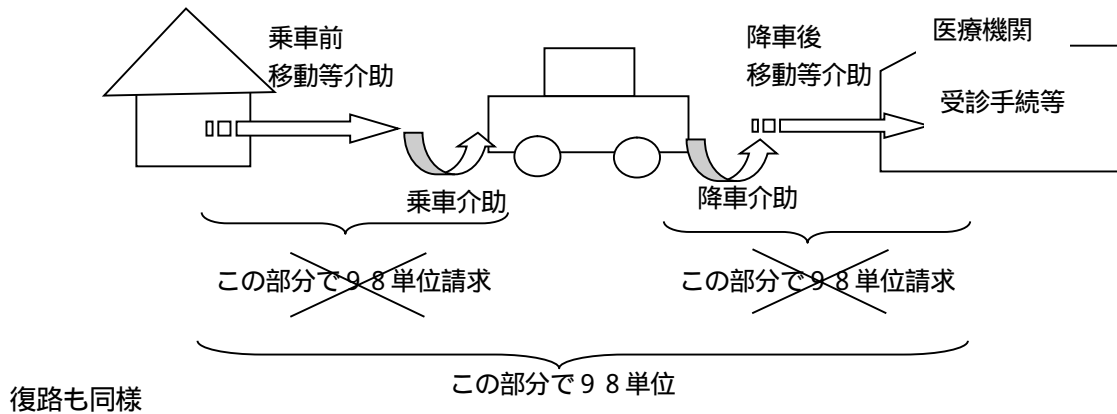 乗車前
移動等介助
降車後
移動等介助
医療機関
受診手続等
乗車介助
降車介助
この部分で９８単位請求
この部分で９８単位請求
この部分で９８単位
復路も同様